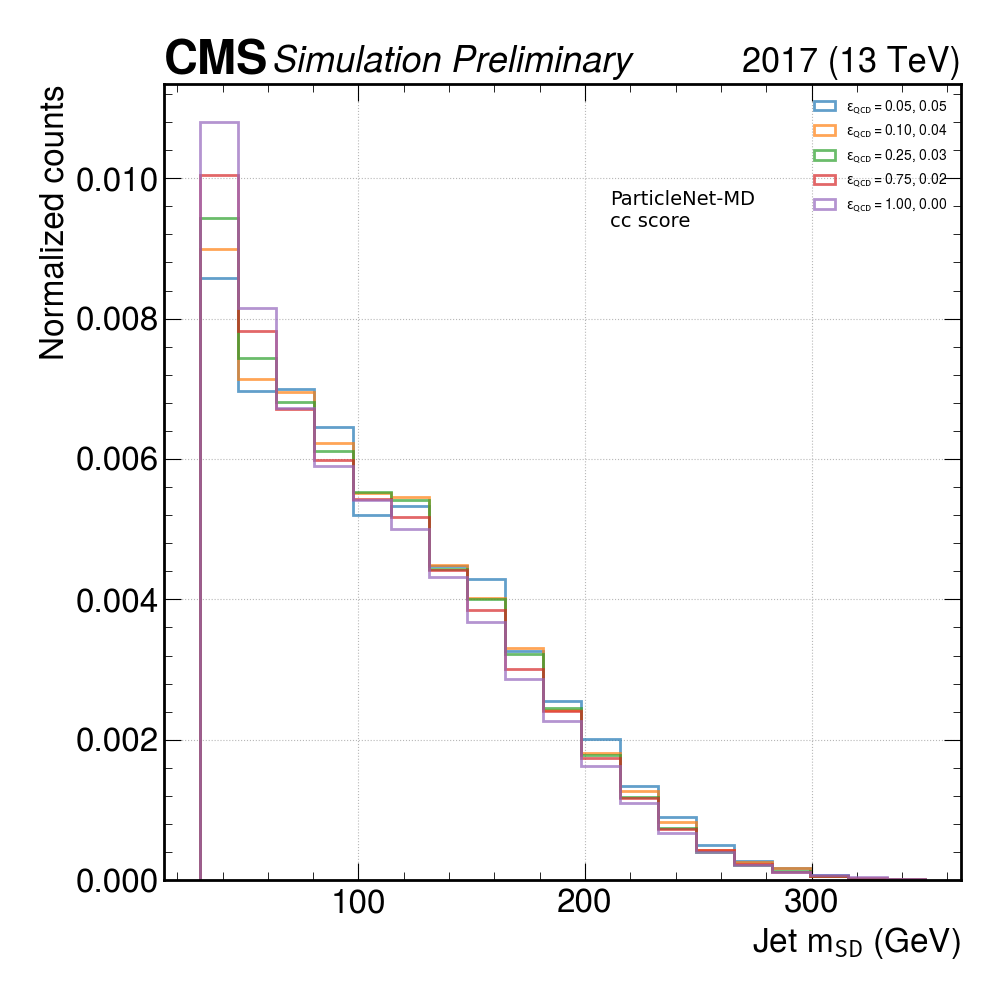 CMS Simulation Preliminary 2017 (13 TeV)
Normalized counts
0.010
0.008
0.006
0.004
0.002
0.000
ε_QCD = 0.05, 0.05
ε_QCD = 0.10, 0.04
ε_QCD = 0.25, 0.03
ε_QCD = 0.75, 0.02
ε_QCD = 1.00, 0.00
ParticleNet-MD
cc score
100 200 300
Jet m_SD (GeV)